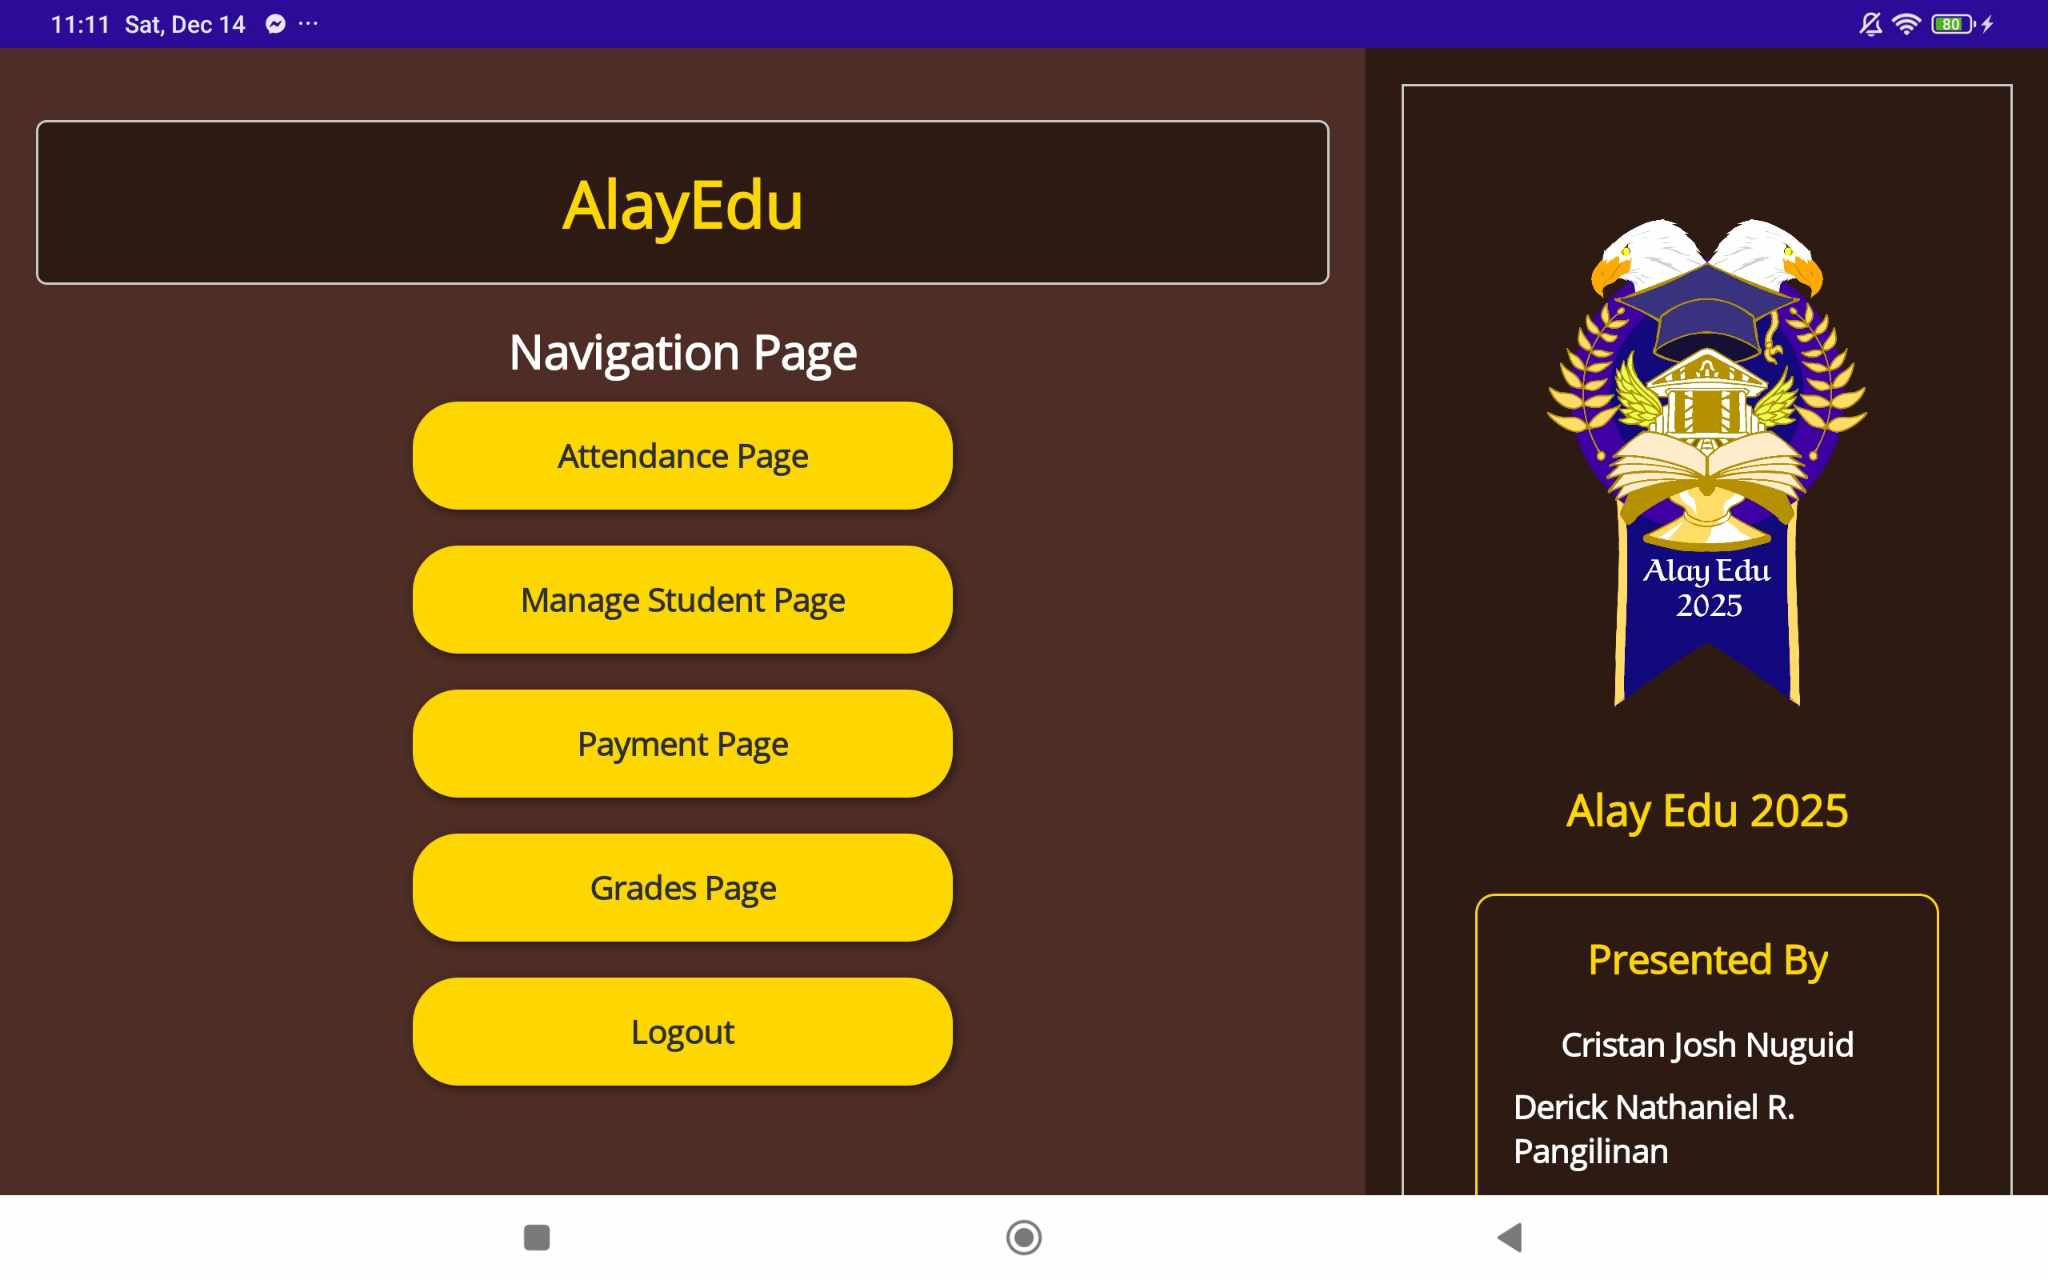 11:11 Sat, Dec 14
80
AlayEdu
Navigation Page
Attendance Page
Manage Student Page
Payment Page
Grades Page
Logout
Alay Edu
2025
Alay Edu 2025
Presented By
Cristan Josh Nuguid
Derick Nathaniel R.
Pangilinan